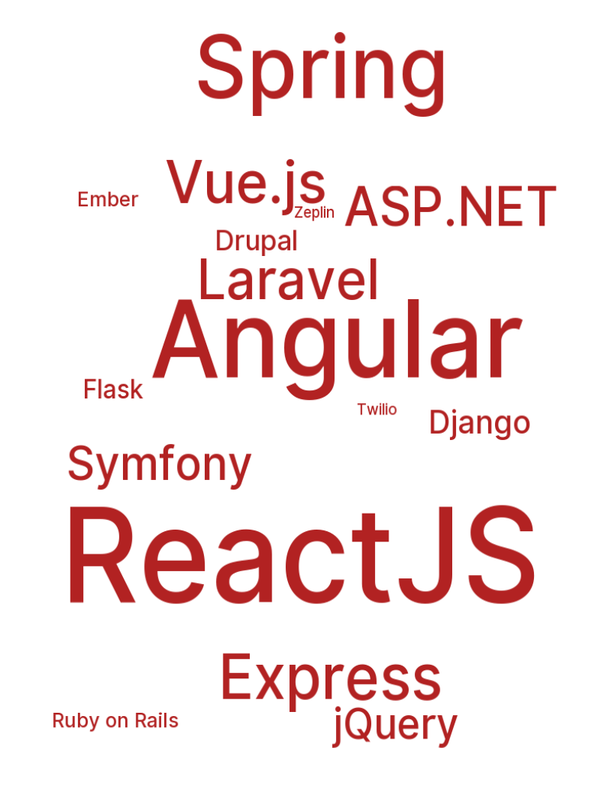 Spring
Vue.js
Ember
ASP.NET
Zeplin
Drupal
Laravel
Angular
Flask
Twilio
Django
Symfony
ReactJS
Express
Ruby on Rails
jQuery